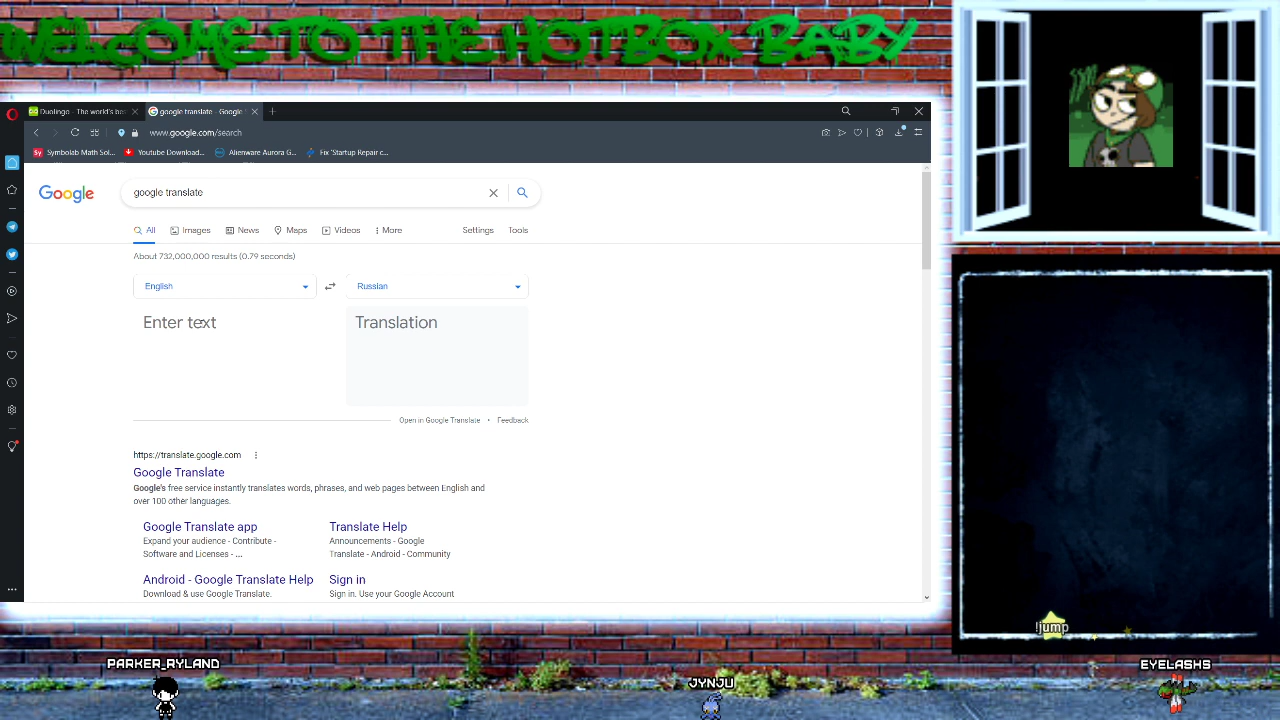 WELCOME TO THE HOTBOX BABY
Duolingo - The world's be
google translate - Google
www.google.com/search
Sy Symbolab Math Sol...
Youtube Download...
Alienware Aurora G...
Fix 'Startup Repair c...
Google
google translate
All
Images
News
Maps
Videos
More
Settings
Tools
About 732,000,000 results (0.79 seconds)
English
Russian
Enter text
Translation
Open in Google Translate • Feedback
https://translate.google.com
Google Translate
Google's free service instantly translates words, phrases, and web pages between English and
over 100 other languages.
Google Translate app
Expand your audience - Contribute -
Software and Licenses - ...
Translate Help
Announcements - Google
Translate - Android - Community
Android - Google Translate Help
Download & use Google Translate.
Sign in
Sign in. Use your Google Account
!jump
PARKER_RYLAND
JYNJU
EYELASHS